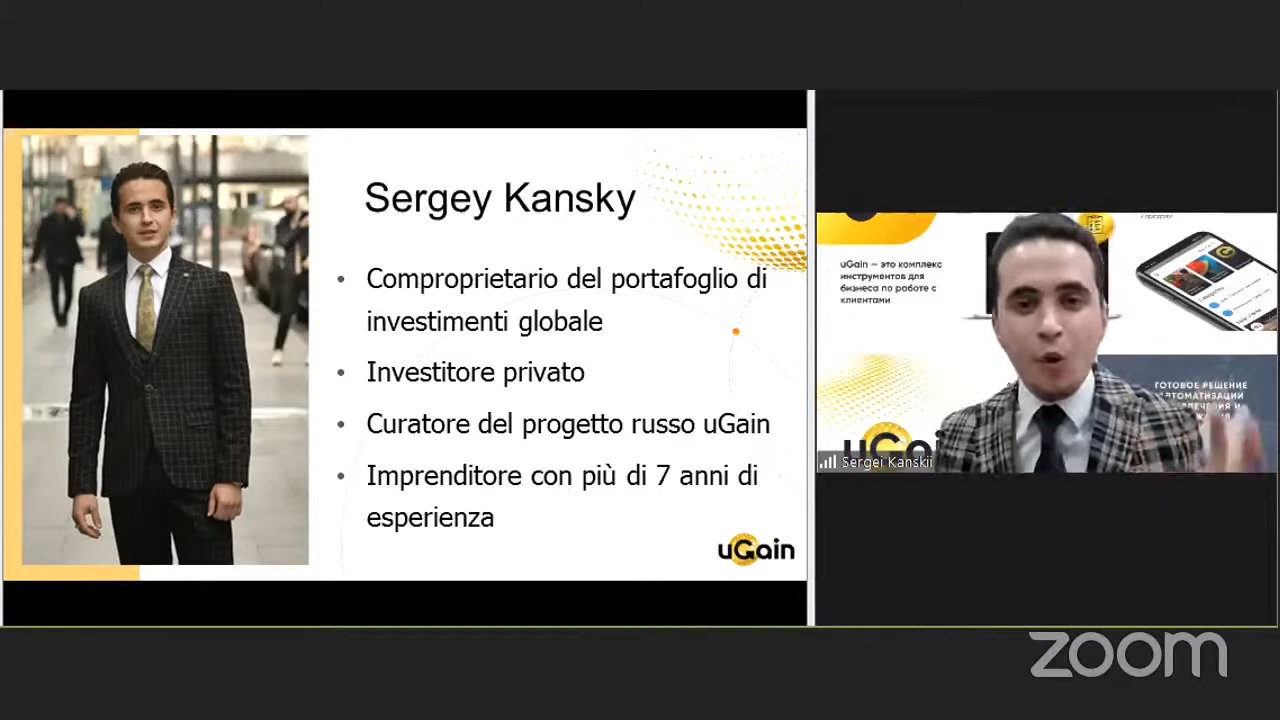 Sergey Kansky
• Comproprietario del portafoglio di
investimenti globale
• Investitore privato
• Curatore del progetto russo uGain
• Imprenditore con più di 7 anni di
esperienza
uGain
uGain — это комплекс
инструментов для
бизнеса по работе с
клиентами
ГОТОВОЕ РЕШЕНИЕ
Sergei Kanskii
zoom